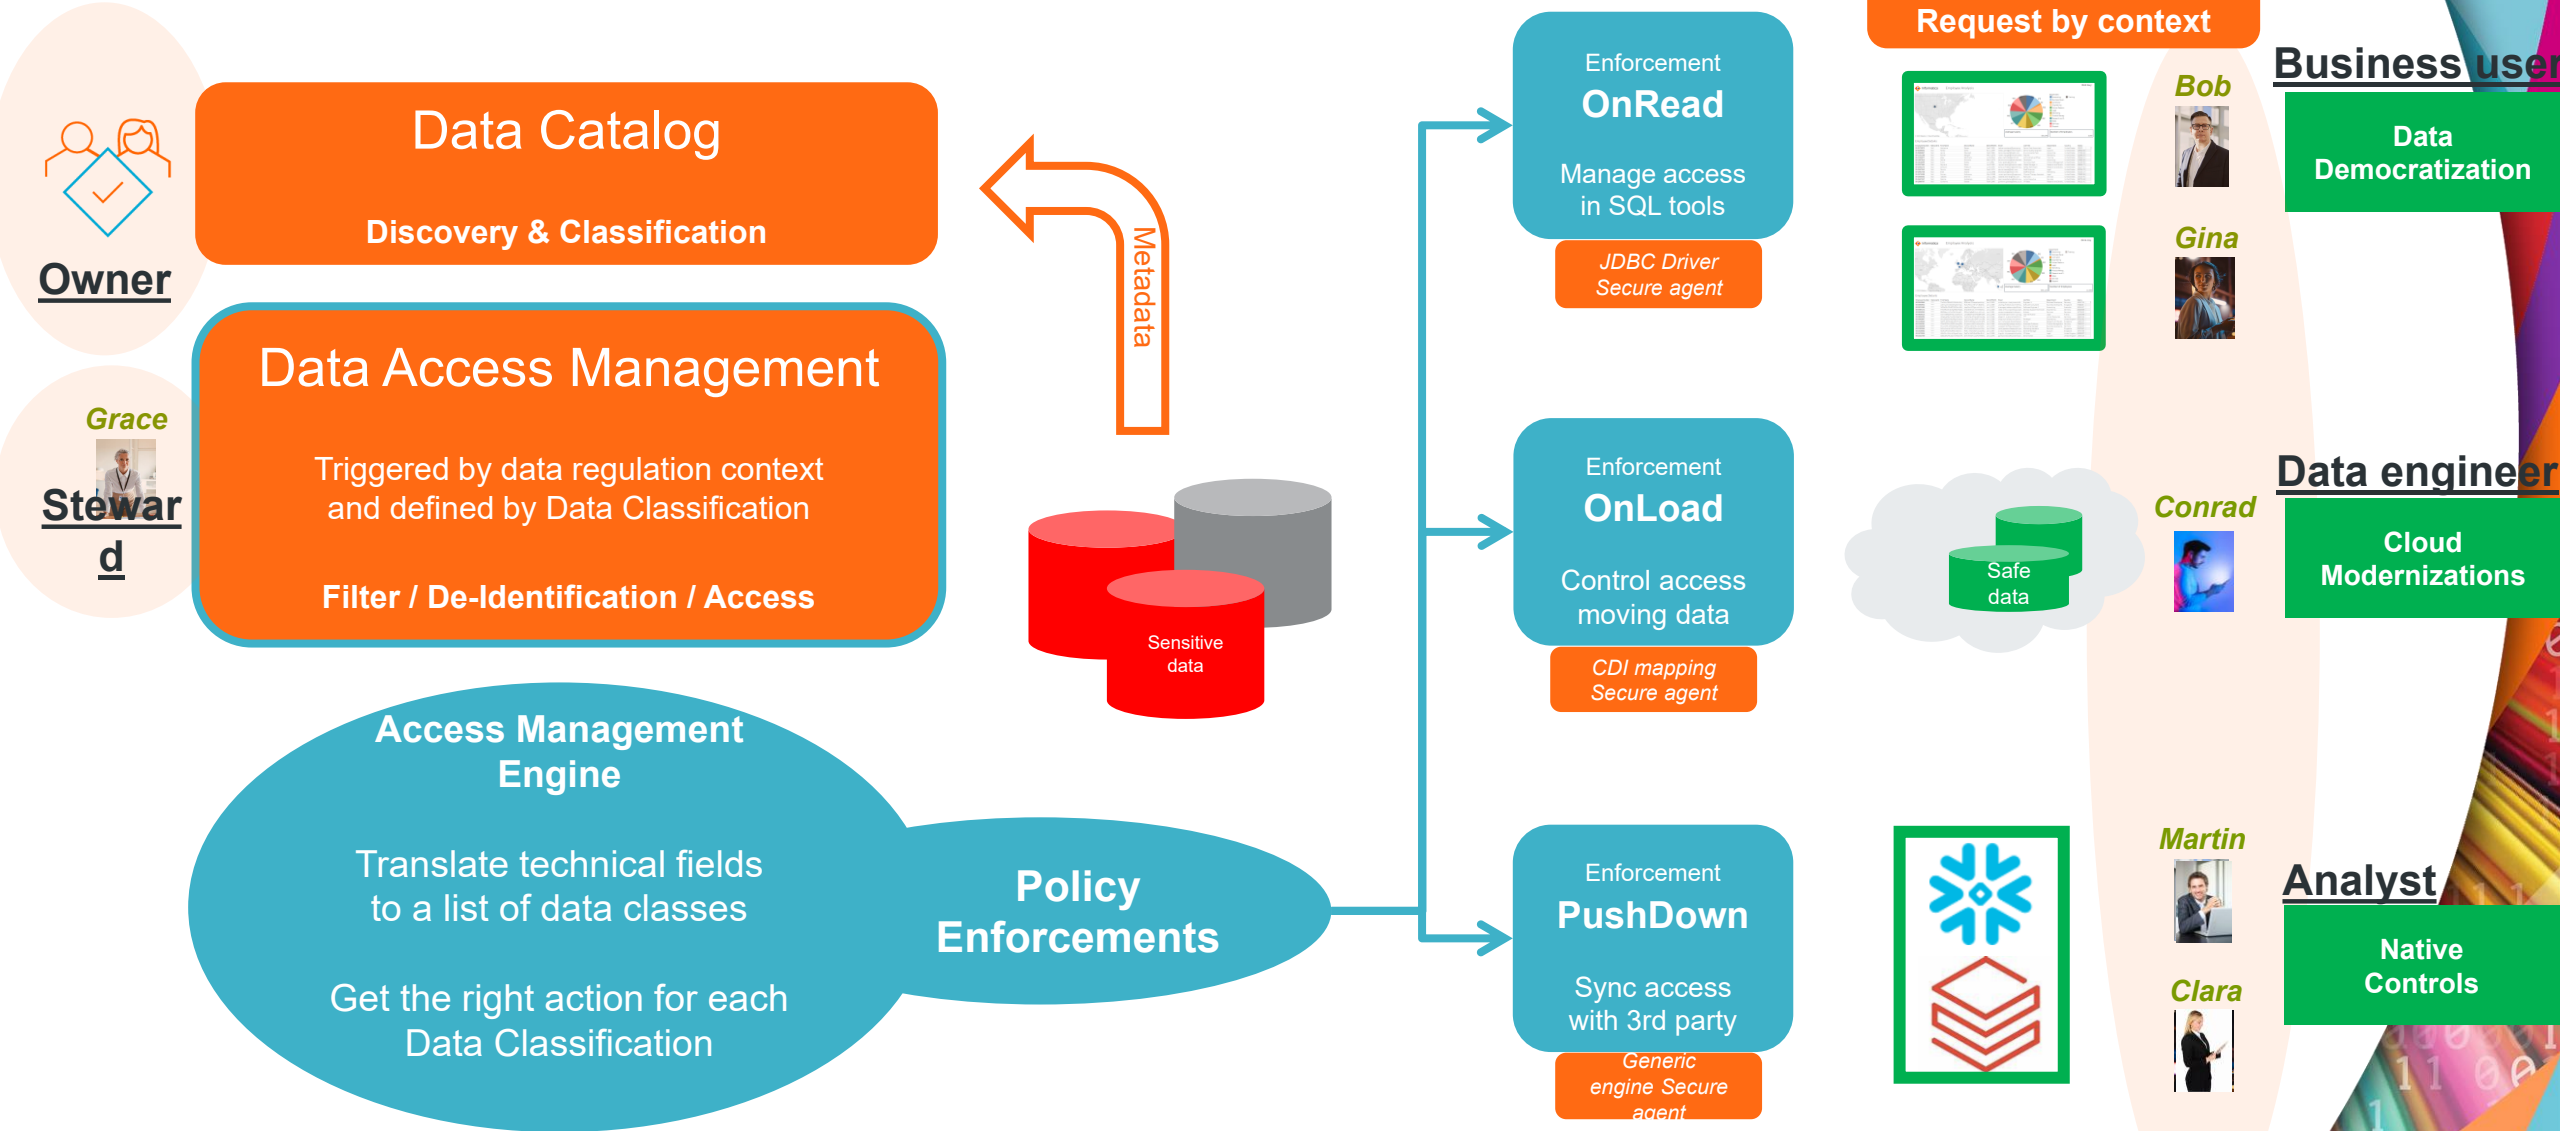 Request by context
Business user
Owner
Data Catalog
Discovery & Classification
Grace
Stewar
d
Data Access Management
Triggered by data regulation context
and defined by Data Classification
Filter / De-Identification / Access
Access Management
Engine
Translate technical fields
to a list of data classes
Get the right action for each
Data Classification
Policy
Enforcements
Metadata
Sensitive
data
Enforcement
OnRead
Manage access
in SQL tools
JDBC Driver
Secure agent
Enforcement
OnLoad
Control access
moving data
CDI mapping
Secure agent
Enforcement
PushDown
Sync access
with 3rd party
Generic
engine Secure
agent
Bob
Gina
Data
Democratization
Safe
data
Conrad
Data engineer
Cloud
Modernizations
Martin
Clara
Analyst
Native
Controls